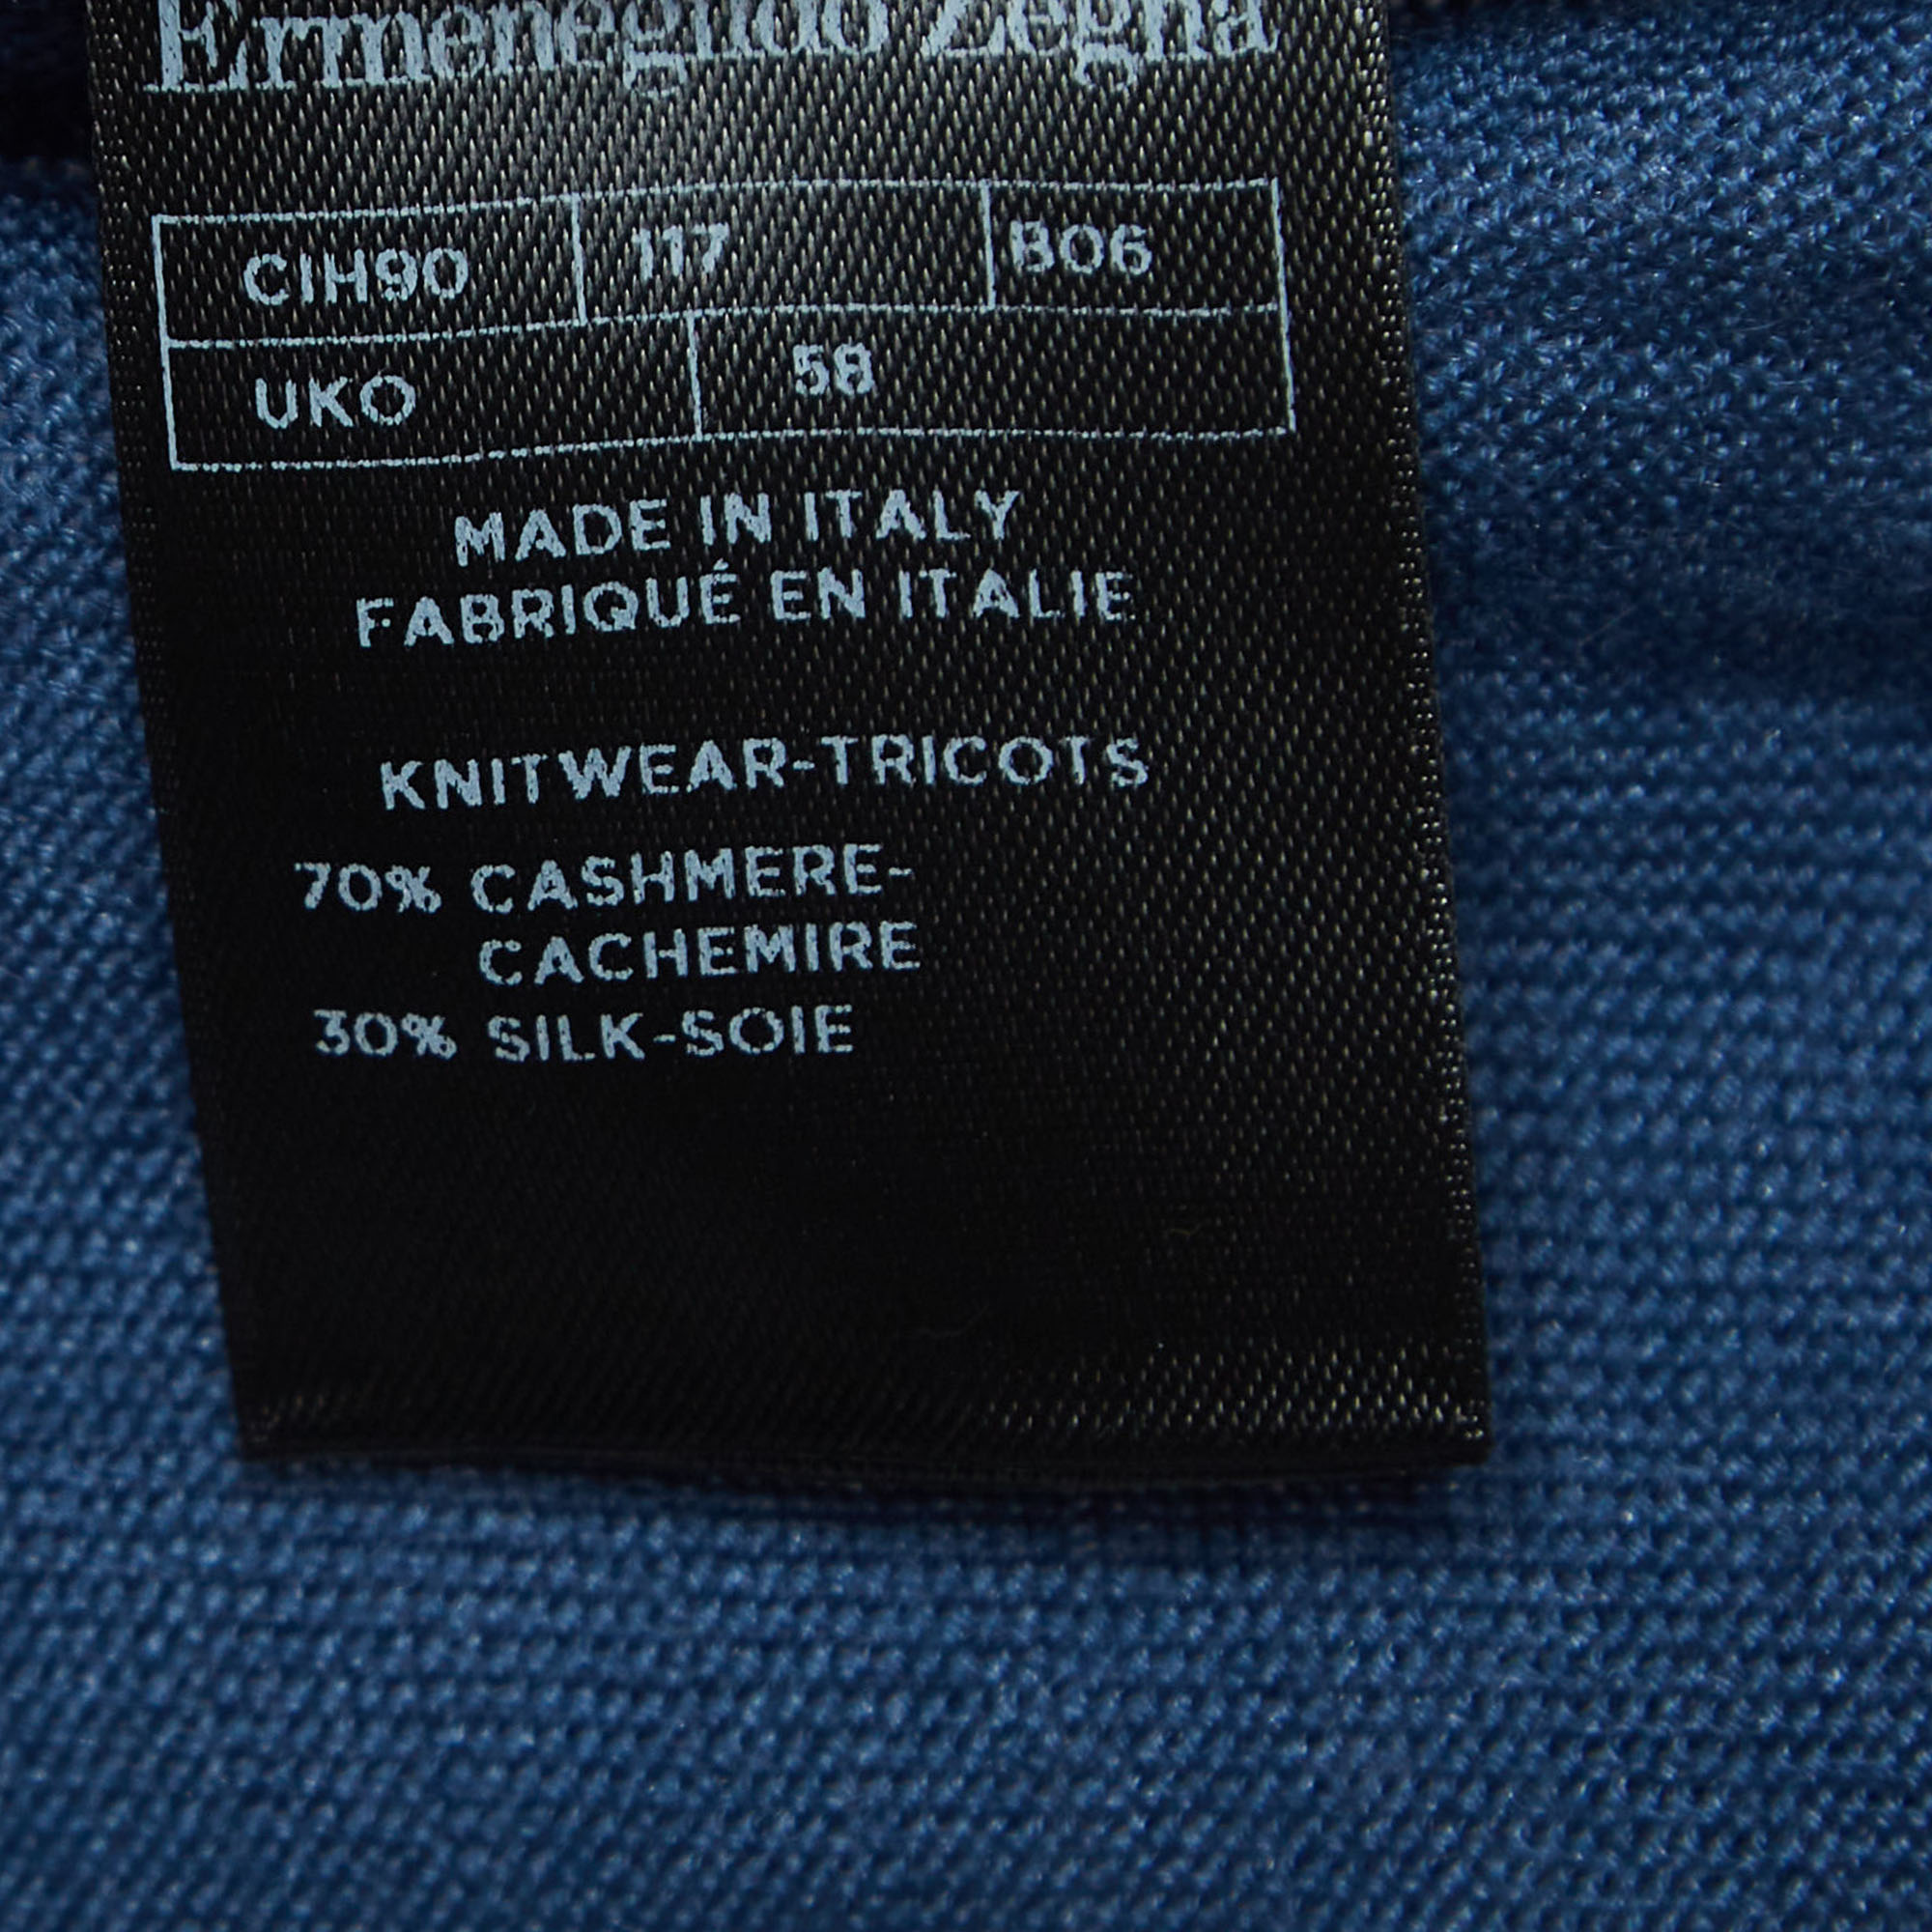 Ermenegildo Zegna
CIH90 117 B06
UKO 58
MADE IN ITALY
FABRIQUÉ EN ITALIE
KNITWEAR-TRICOTS
70% CASHMERE-
CACHEMIRE
30% SILK-SOIE